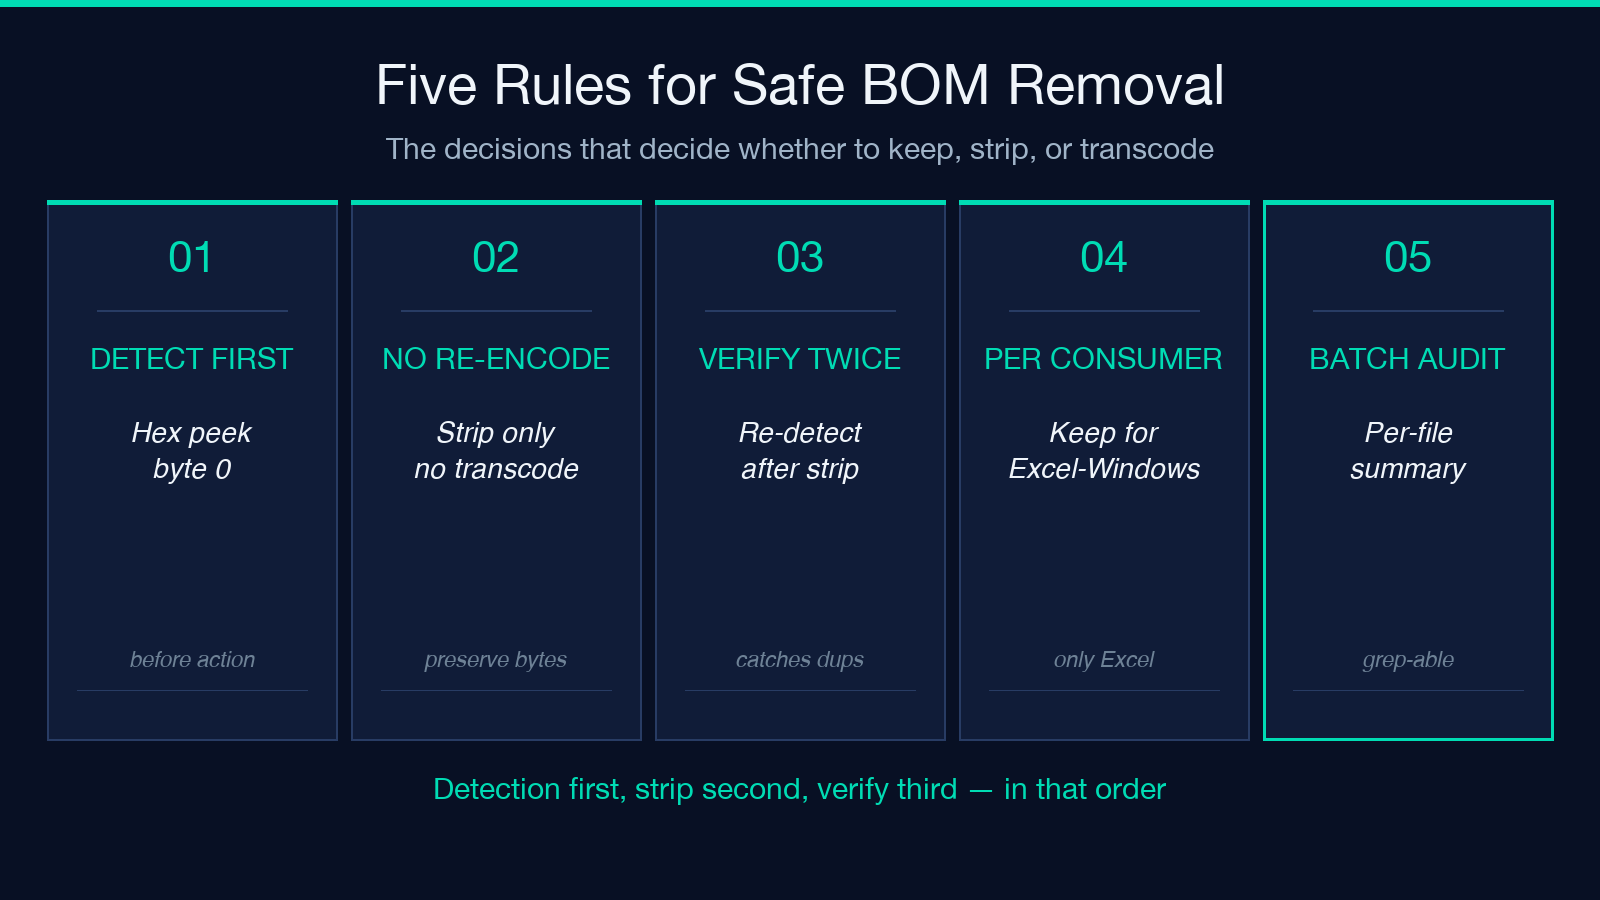 Five Rules for Safe BOM Removal
The decisions that decide whether to keep, strip, or transcode
01
DETECT FIRST
Hex peek
byte 0
before action
02
NO RE-ENCODE
Strip only
no transcode
preserve bytes
03
VERIFY TWICE
Re-detect
after strip
catches dups
04
PER CONSUMER
Keep for
Excel-Windows
only Excel
05
BATCH AUDIT
Per-file
summary
grep-able
Detection first, strip second, verify third — in that order